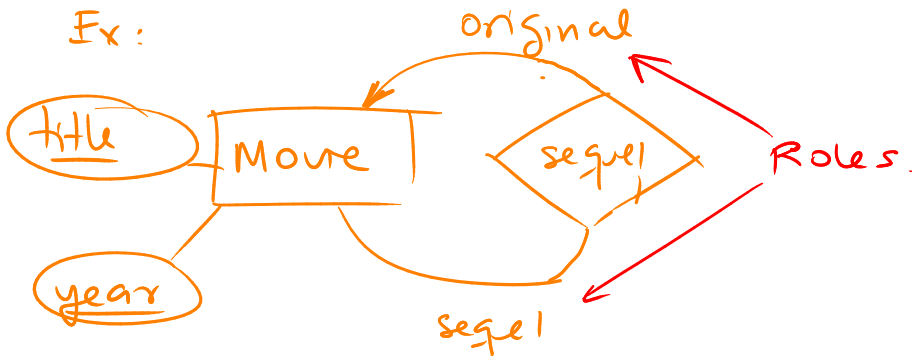 Ex:
original
title
Movie
sequel
Roles.
year
sequel